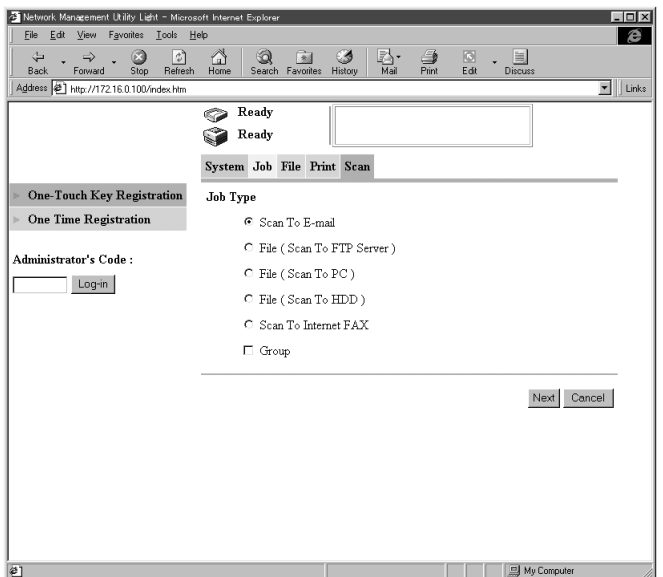 Network Management Utility Light - Microsoft Internet Explorer
File Edit View Favorites Tools Help
Back Forward Stop Refresh Home Search Favorites History Mail Print Edit Discuss
Address http://172.16.0.100/index.htm Links
Ready
Ready
System Job File Print Scan
One-Touch Key Registration
One Time Registration
Administrator's Code :
Log-in
Job Type
Scan To E-mail
File ( Scan To FTP Server )
File ( Scan To PC )
File ( Scan To HDD )
Scan To Internet FAX
Group
Next Cancel
My Computer